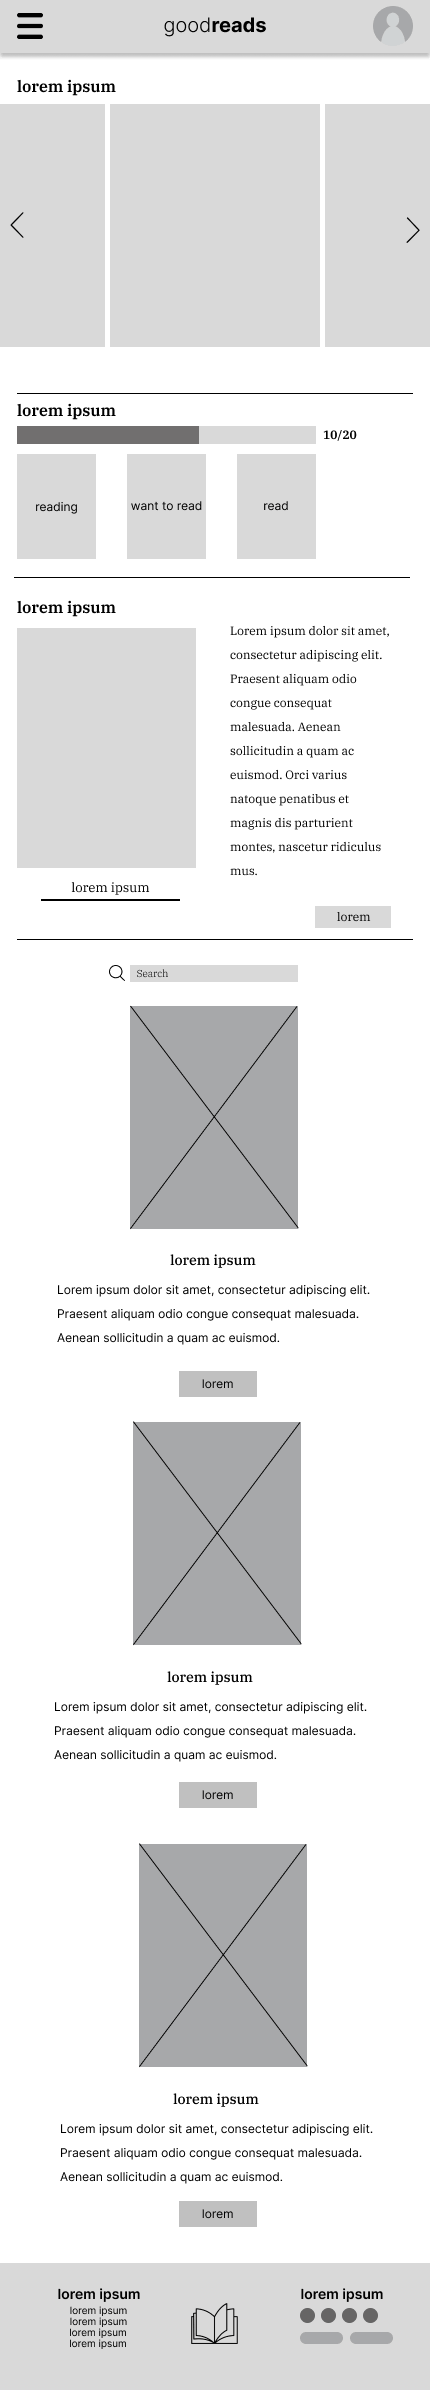 goodreads
lorem ipsum
lorem ipsum
10/20
reading
want to read
read
lorem ipsum
Lorem ipsum dolor sit amet,
consectetur adipiscing elit.
Praesent aliquam odio
congue consequat
malesuada. Aenean
sollicitudin a quam ac
euismod. Orci varius
natoque penatibus et
magnis dis parturient
montes, nascetur ridiculus
mus.
lorem ipsum
lorem
Search
lorem ipsum
Lorem ipsum dolor sit amet, consectetur adipiscing elit.
Praesent aliquam odio congue consequat malesuada.
Aenean sollicitudin a quam ac euismod.
lorem
lorem ipsum
Lorem ipsum dolor sit amet, consectetur adipiscing elit.
Praesent aliquam odio congue consequat malesuada.
Aenean sollicitudin a quam ac euismod.
lorem
lorem ipsum
Lorem ipsum dolor sit amet, consectetur adipiscing elit.
Praesent aliquam odio congue consequat malesuada.
Aenean sollicitudin a quam ac euismod.
lorem
lorem ipsum
lorem ipsum
lorem ipsum
lorem ipsum
lorem ipsum
lorem ipsum